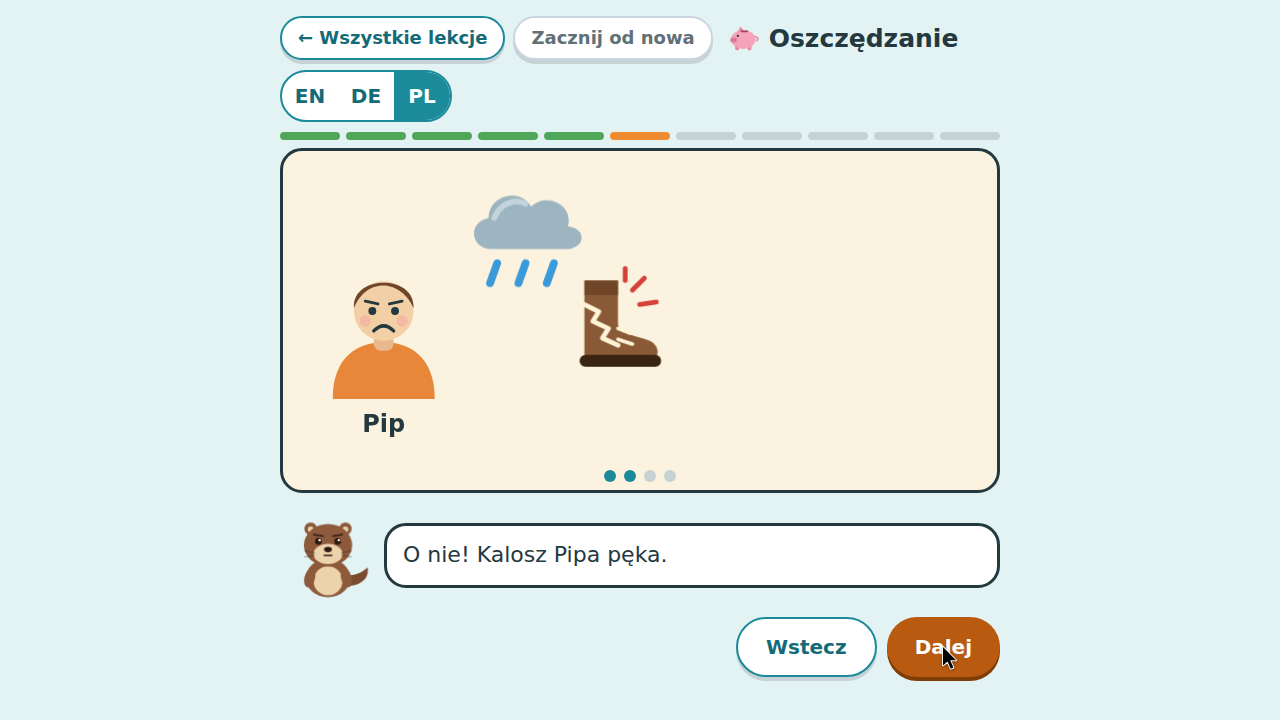 ← Wszystkie lekcje
Zacznij od nowa
Oszczędzanie
EN DE PL
Pip
O nie! Kalosz Pipa pęka.
Wstecz
Dalej